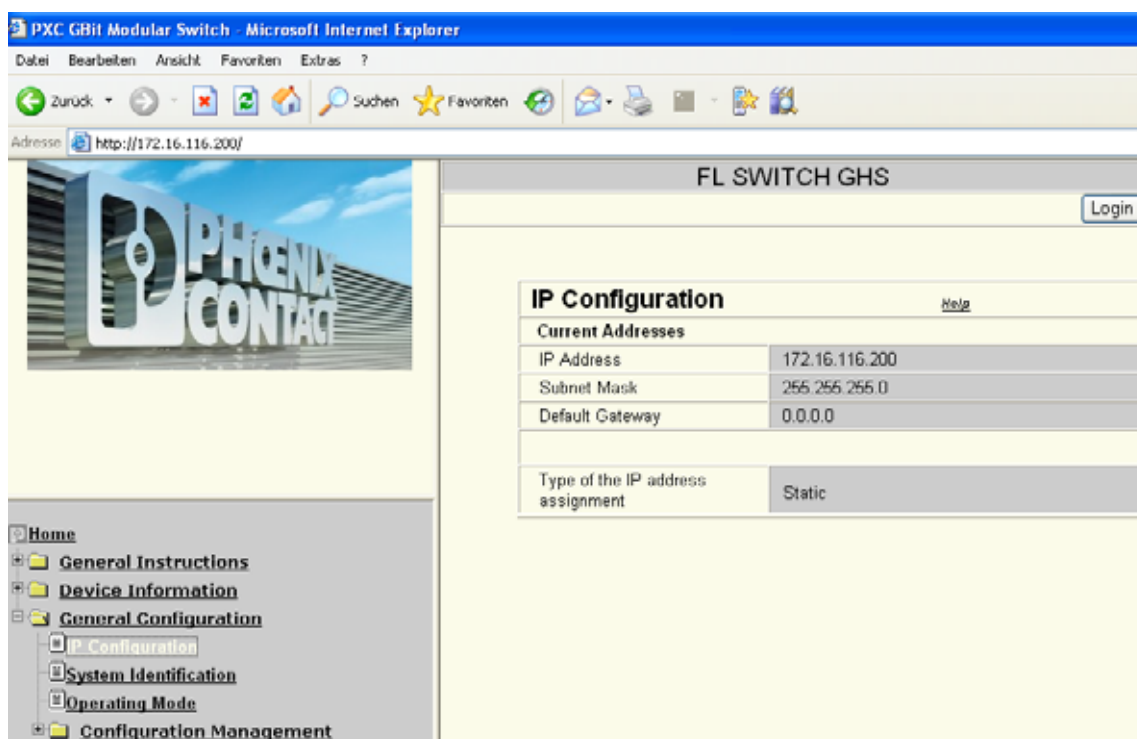 PXC GBit Modular Switch - Microsoft Internet Explorer
Datei Bearbeiten Ansicht Favoriten Extras ?
Zurück Suchen Favoriten
Adresse http://172.16.116.200/
PHŒNIX
CONTACT
FL SWITCH GHS
Login
IP Configuration Help
Current Addresses
IP Address 172.16.116.200
Subnet Mask 255.255.255.0
Default Gateway 0.0.0.0
Type of the IP address
assignment Static
Home
General Instructions
Device Information
General Configuration
IP Configuration
System Identification
Operating Mode
Configuration Management